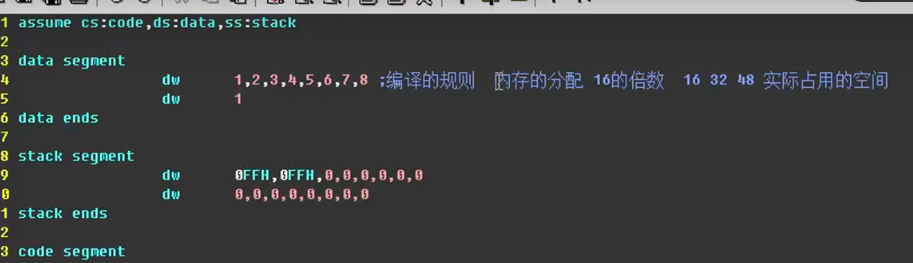 1 assume cs:code,ds:data,ss:stack
2
3 data segment
4 dw 1,2,3,4,5,6,7,8 ;编译的规则 内存的分配 16的倍数 16 32 48 实际占用的空间
5 dw 1
6 data ends
7
8 stack segment
9 dw 0FFH,0FFH,0,0,0,0,0,0
0 dw 0,0,0,0,0,0,0,0
1 stack ends
2
3 code segment